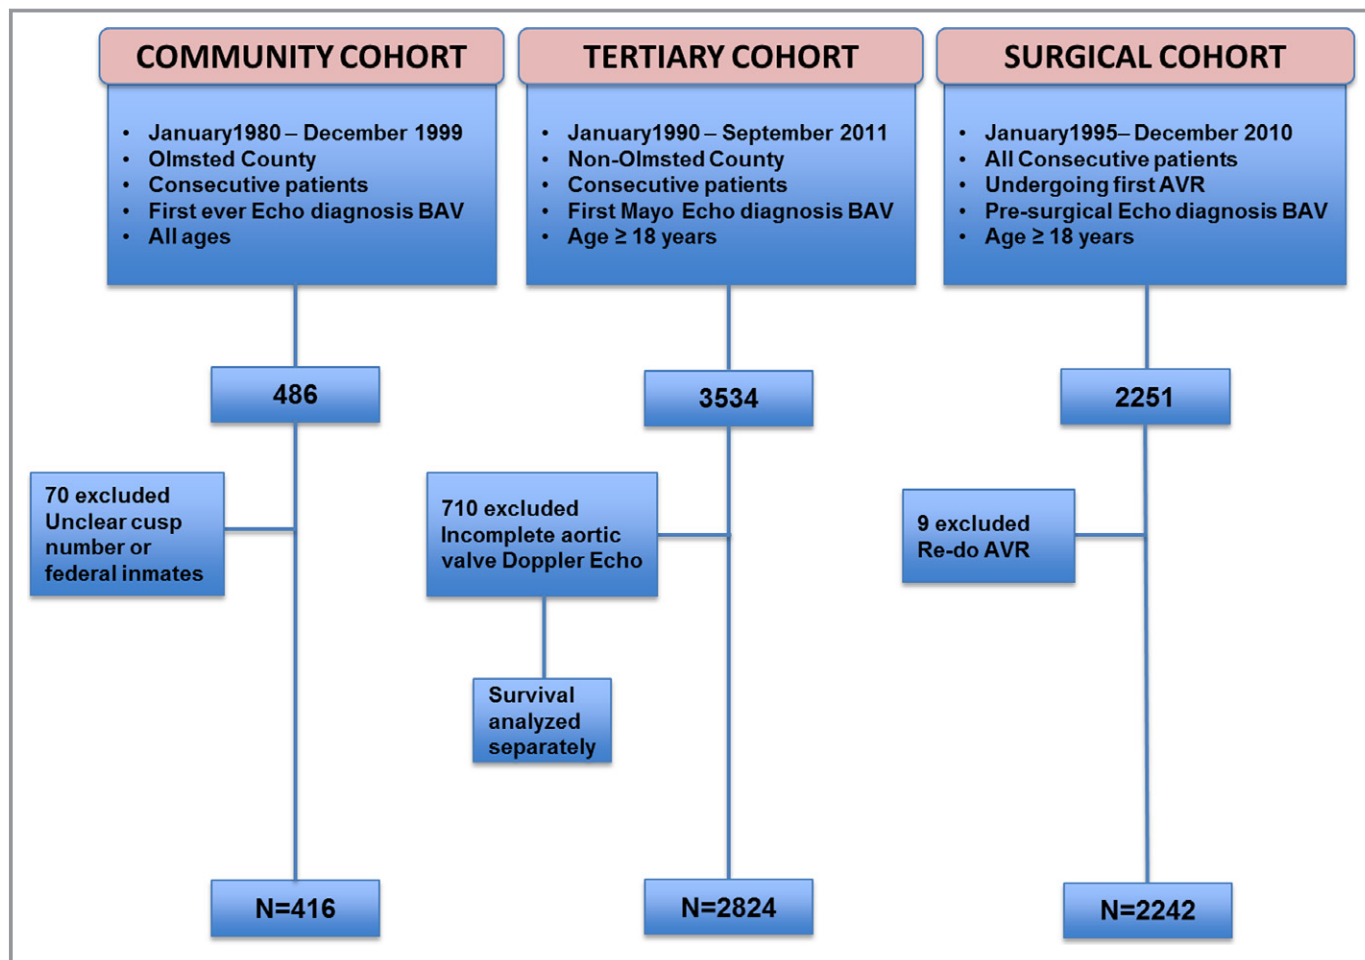 COMMUNITY COHORT
• January1980 – December 1999
• Olmsted County
• Consecutive patients
• First ever Echo diagnosis BAV
• All ages
486
70 excluded
Unclear cusp
number or
federal inmates
N=416
TERTIARY COHORT
• January1990 – September 2011
• Non-Olmsted County
• Consecutive patients
• First Mayo Echo diagnosis BAV
• Age ≥ 18 years
3534
710 excluded
Incomplete aortic
valve Doppler Echo
Survival
analyzed
separately
N=2824
SURGICAL COHORT
• January1995– December 2010
• All Consecutive patients
• Undergoing first AVR
• Pre-surgical Echo diagnosis BAV
• Age ≥ 18 years
2251
9 excluded
Re-do AVR
N=2242